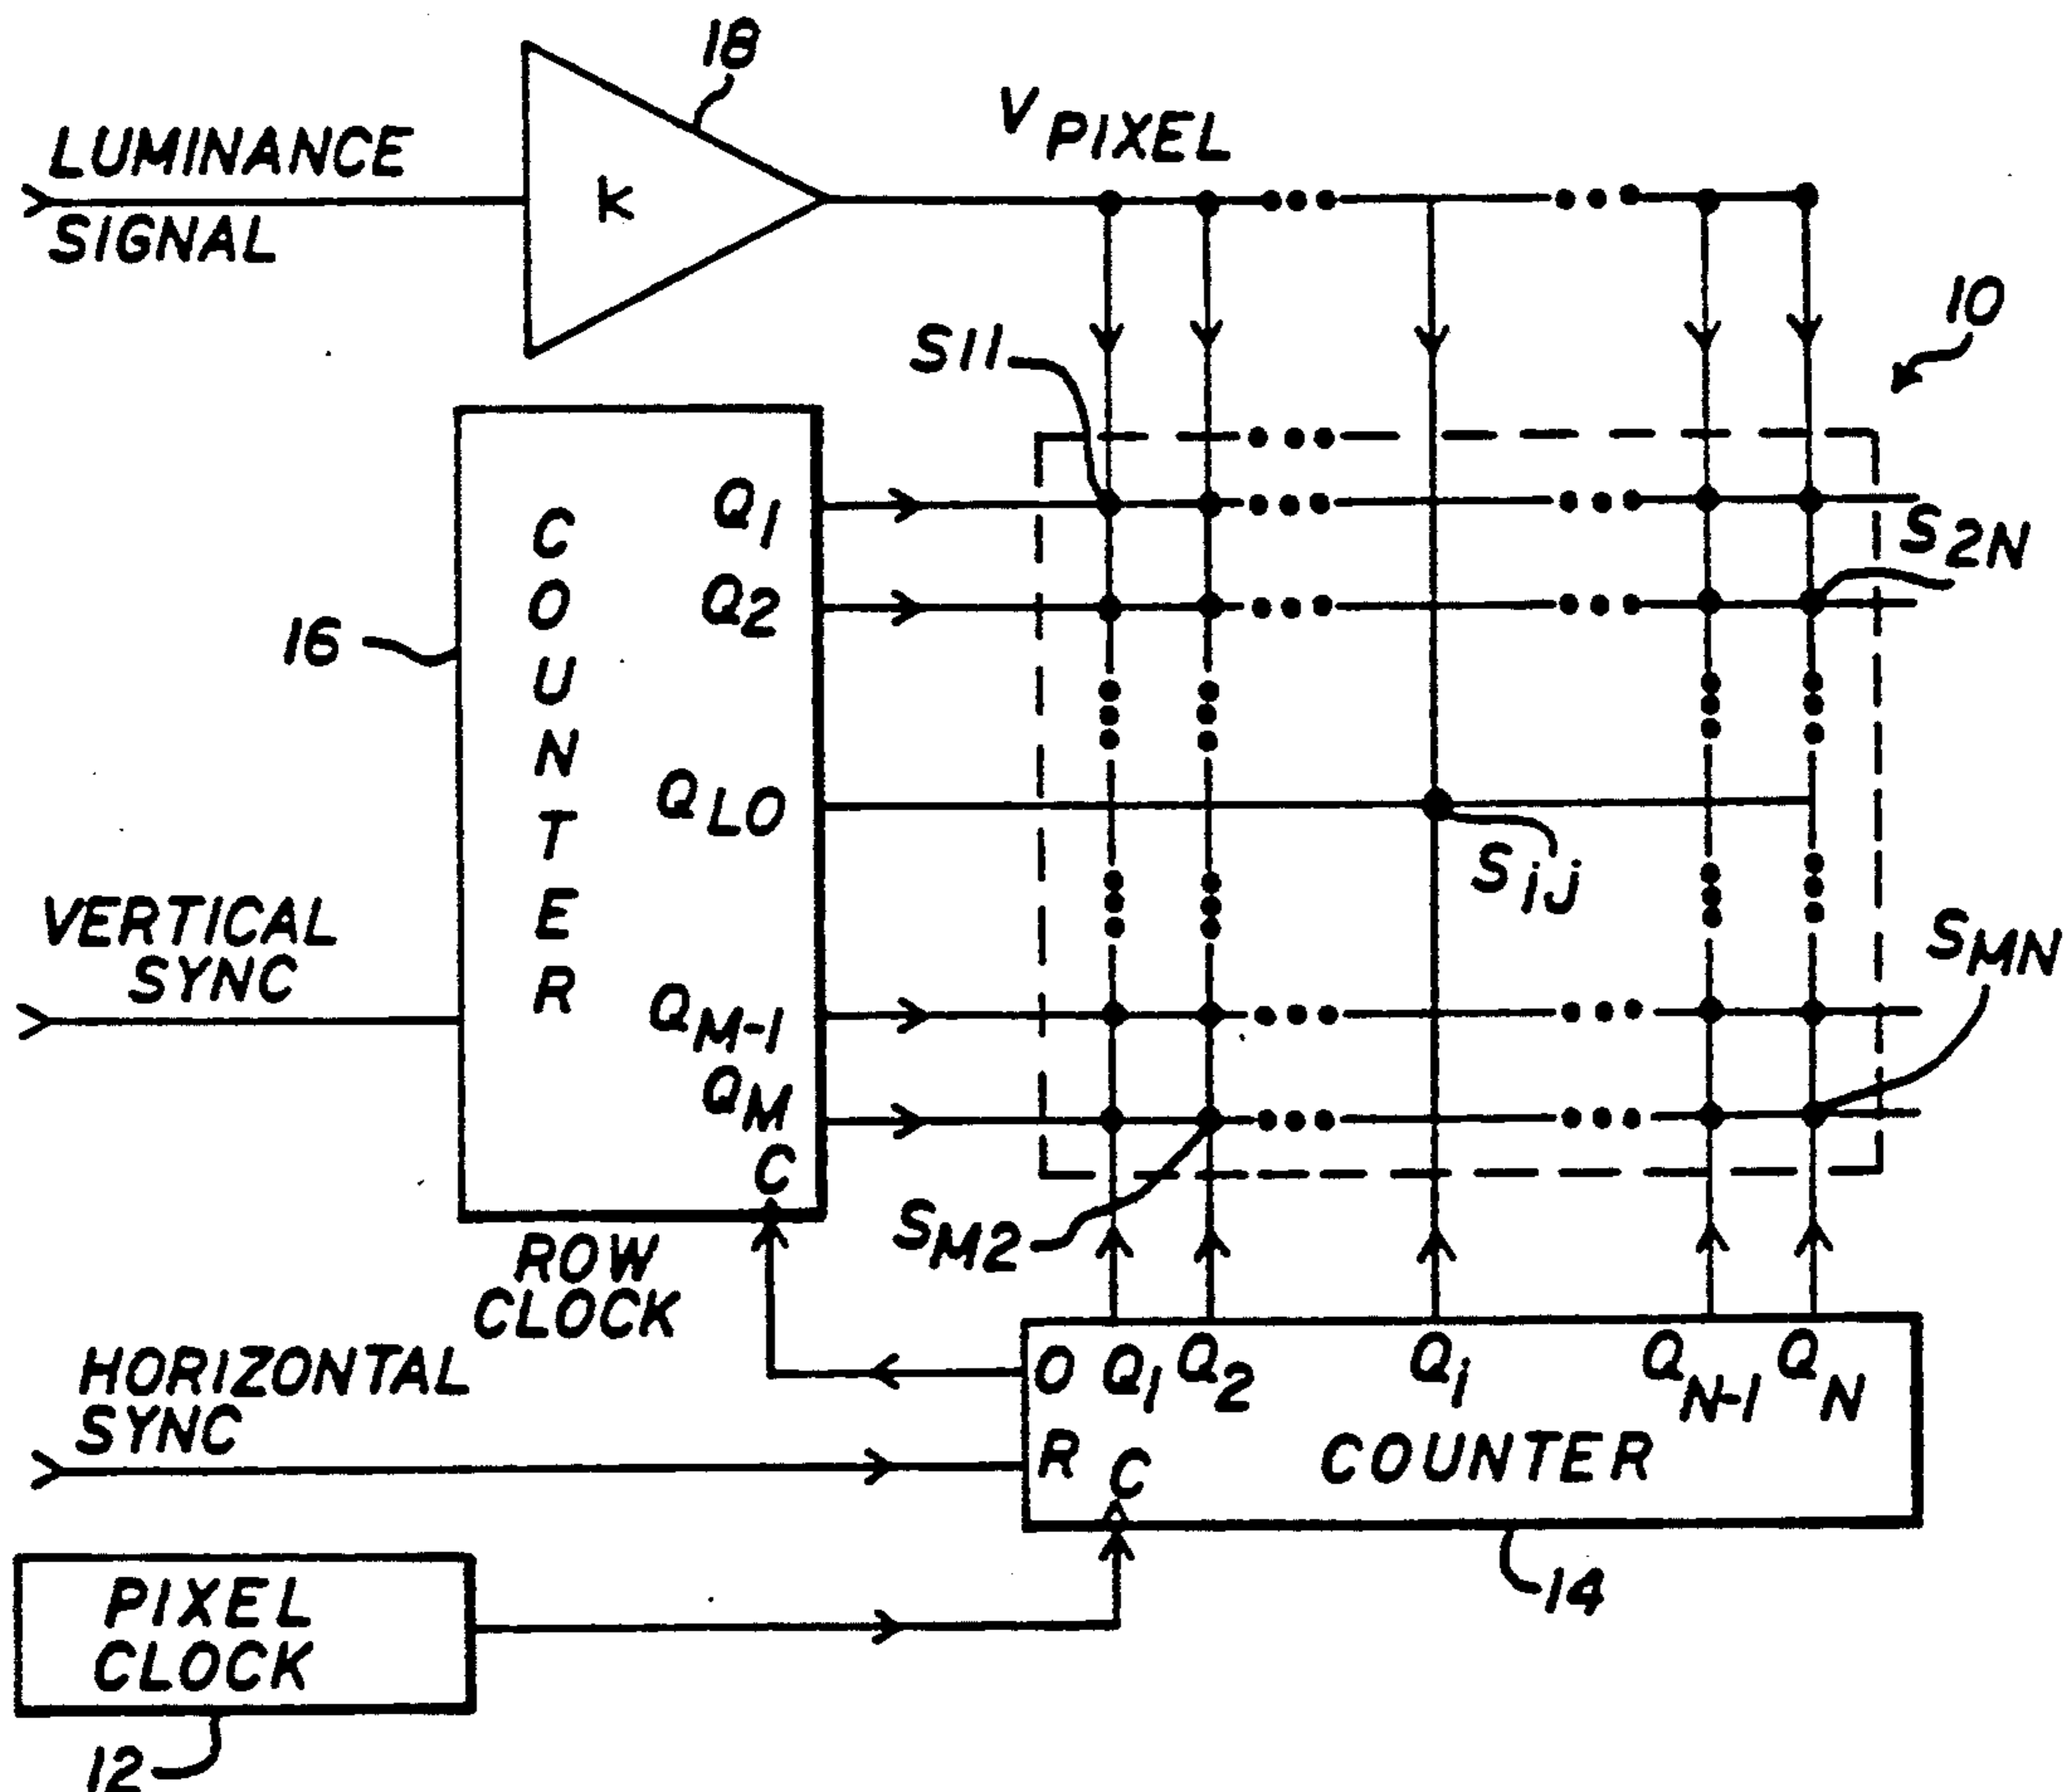 18
LUMINANCE
SIGNAL
k
V PIXEL
10
S11
Q1
S2N
Q2
COUNTER
16
QLO
Sij
VERTICAL
SYNC
SMN
QM-1
QM
C
SM2
ROW
CLOCK
HORIZONTAL
SYNC
O Q1 Q2 Qi QN-1 QN
R C COUNTER
PIXEL
CLOCK
14
12